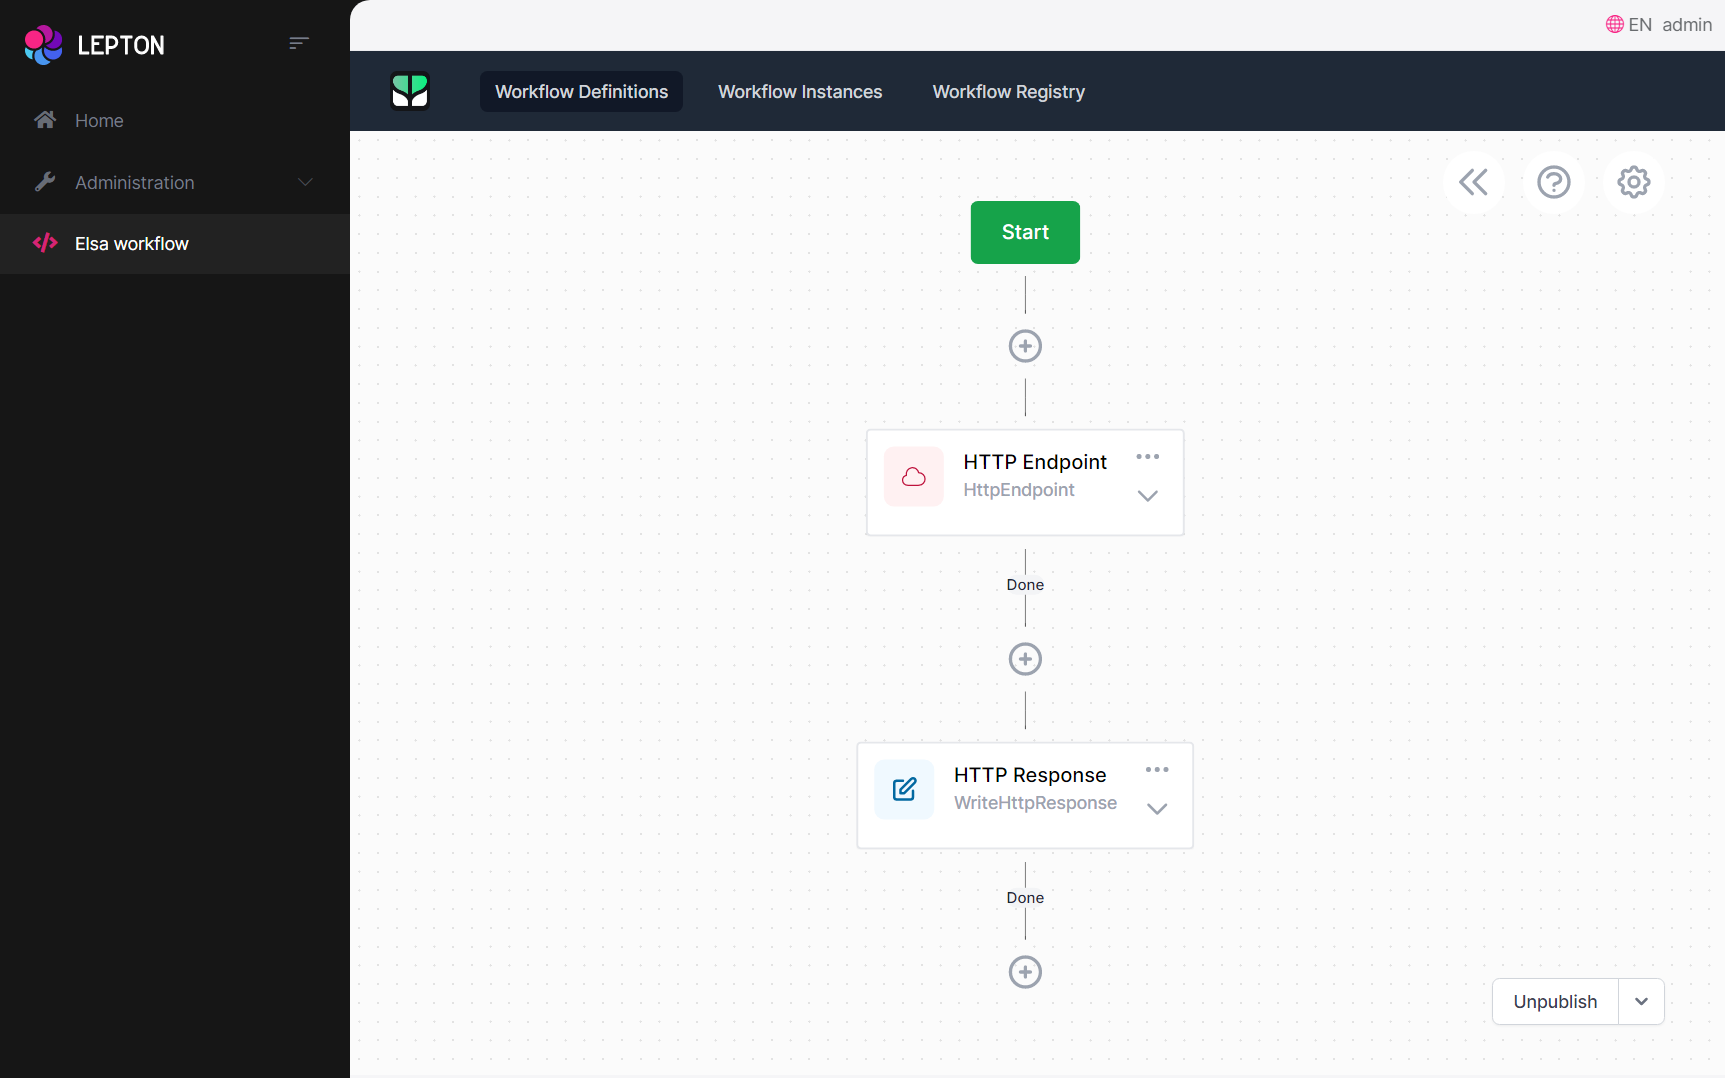 LEPTON
Home
Administration
Elsa workflow
EN admin
Workflow Definitions Workflow Instances Workflow Registry
Start
HTTP Endpoint
HttpEndpoint
Done
HTTP Response
WriteHttpResponse
Done
Unpublish